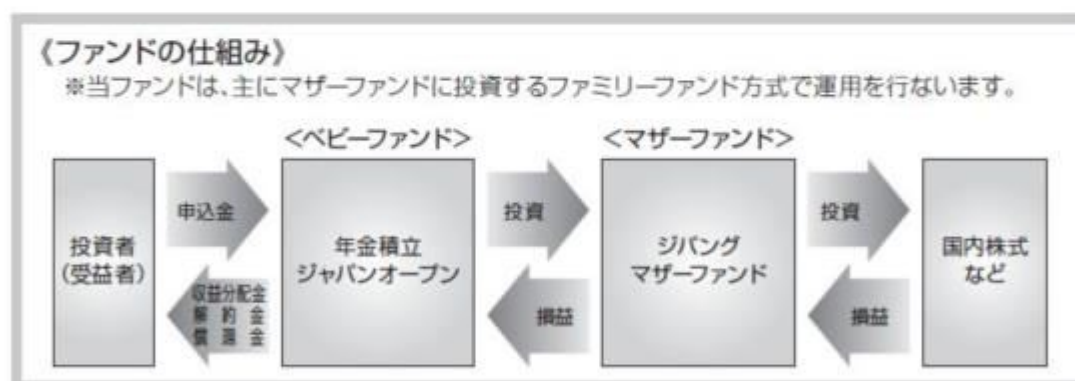 《ファンドの仕組み》
※当ファンドは、主にマザーファンドに投資するファミリーファンド方式で運用を行ないます。
<ベビーファンド>
<マザーファンド>
投資者
(受益者)
申込金
収益分配金
解約金
償還金
年金積立
ジャパンオープン
投資
損益
ジパング
マザーファンド
投資
損益
国内株式
など